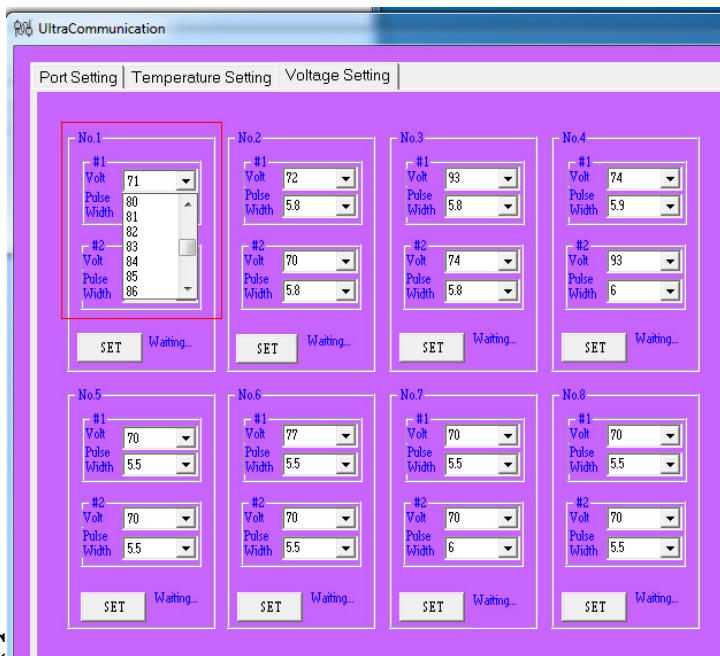 UltraCommunication
Port Setting Temperature Setting Voltage Setting
No.1
#1
Volt 71
Pulse
Width
80
81
82
83
84
85
86
#2
Volt
Pulse
Width
SET Waiting...
No.2
#1
Volt 72
Pulse
Width 5.8
#2
Volt 70
Pulse
Width 5.8
SET Waiting...
No.3
#1
Volt 93
Pulse
Width 5.8
#2
Volt 74
Pulse
Width 5.8
SET Waiting...
No.4
#1
Volt 74
Pulse
Width 5.9
#2
Volt 93
Pulse
Width 6
SET Waiting...
No.5
#1
Volt 70
Pulse
Width 5.5
#2
Volt 70
Pulse
Width 5.5
SET Waiting...
No.6
#1
Volt 77
Pulse
Width 5.5
#2
Volt 70
Pulse
Width 5.5
SET Waiting...
No.7
#1
Volt 70
Pulse
Width 5.5
#2
Volt 70
Pulse
Width 6
SET Waiting...
No.8
#1
Volt 70
Pulse
Width 5.5
#2
Volt 70
Pulse
Width 5.5
SET Waiting...